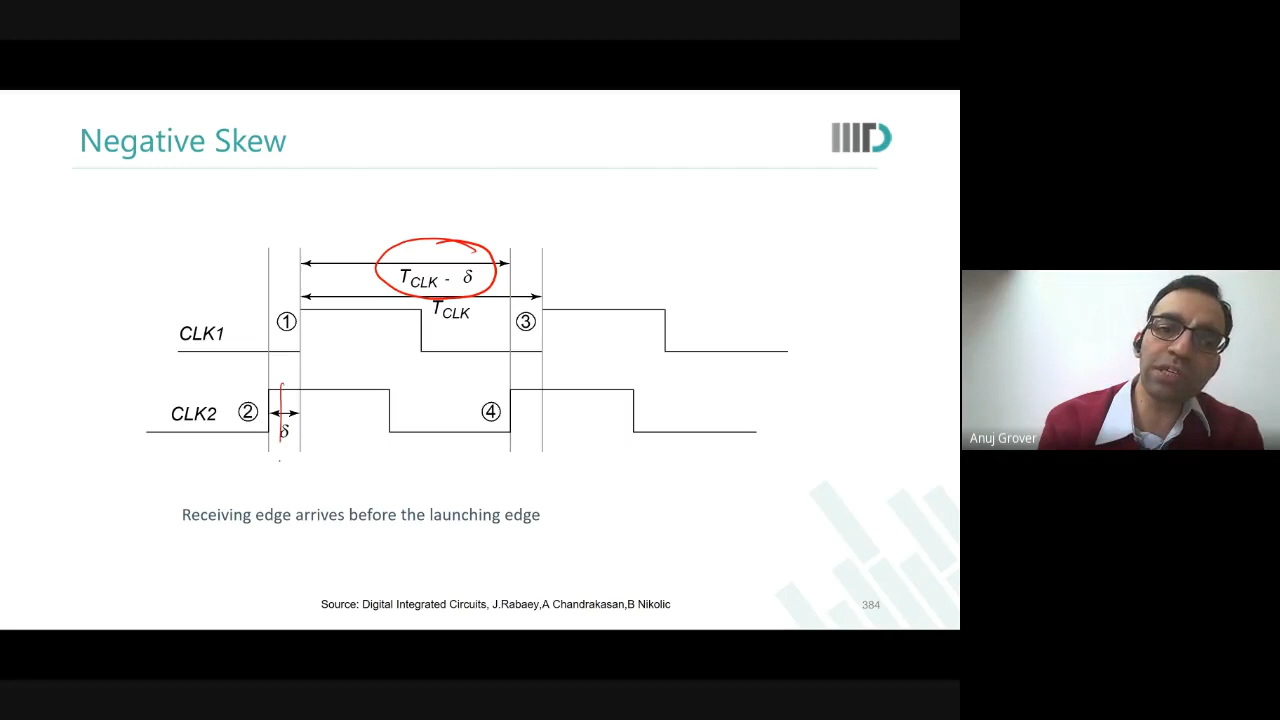 Negative Skew
IIITD
T_CLK - δ
T_CLK
① ③
CLK1
CLK2 ② ④
δ
Anuj Grover
Receiving edge arrives before the launching edge
Source: Digital Integrated Circuits, J.Rabaey,A Chandrakasan,B Nikolic
384